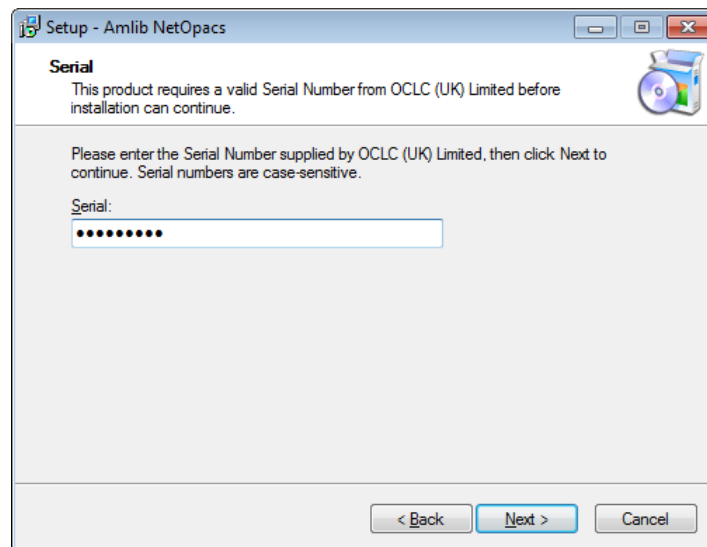 Setup - Amlib NetOpacs
Serial
This product requires a valid Serial Number from OCLC (UK) Limited before
installation can continue.
Please enter the Serial Number supplied by OCLC (UK) Limited, then click Next to
continue. Serial numbers are case-sensitive.
Serial:
•••••••••
< Back
Next >
Cancel